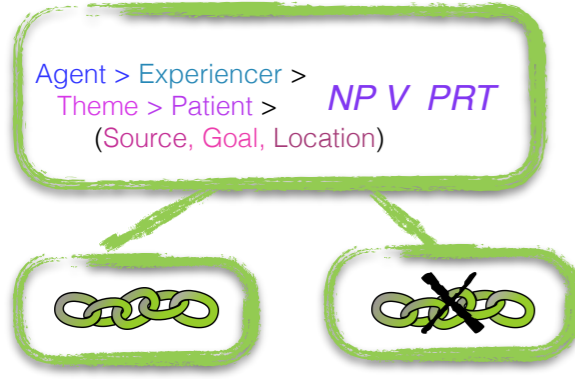 Agent > Experiencer >
Theme > Patient >
(Source, Goal, Location)
NP V PRT